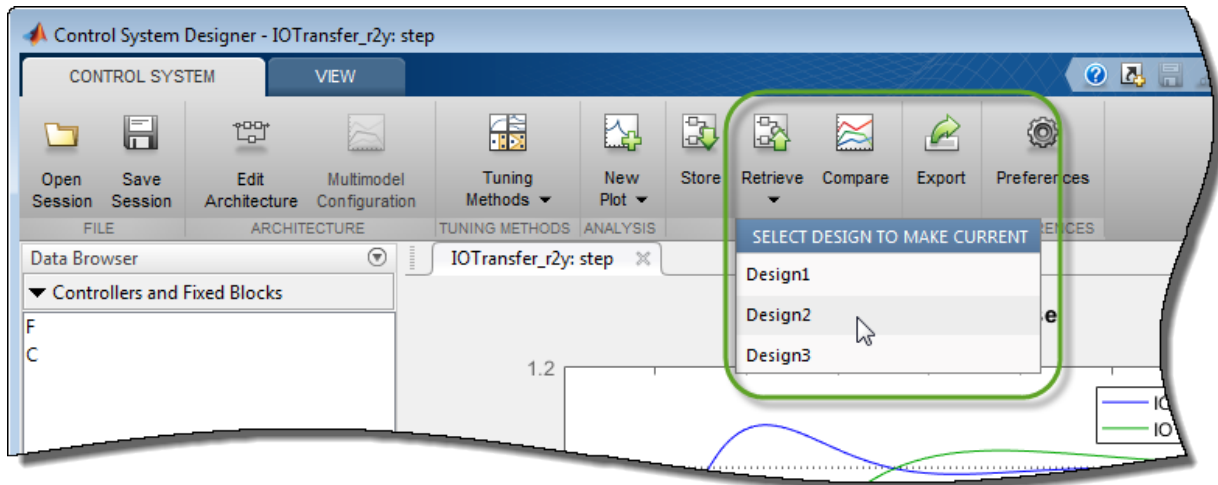 Control System Designer - IOTransfer_r2y: step
CONTROL SYSTEM VIEW
Open Session
Save Session
Edit Architecture
Multimodel Configuration
Tuning Methods
New Plot
Store
Retrieve
Compare
Export
Preferences
FILE ARCHITECTURE TUNING METHODS ANALYSIS
SELECT DESIGN TO MAKE CURRENT
Design1
Design2
Design3
Data Browser
IOTransfer_r2y: step
Controllers and Fixed Blocks
F
C
1.2